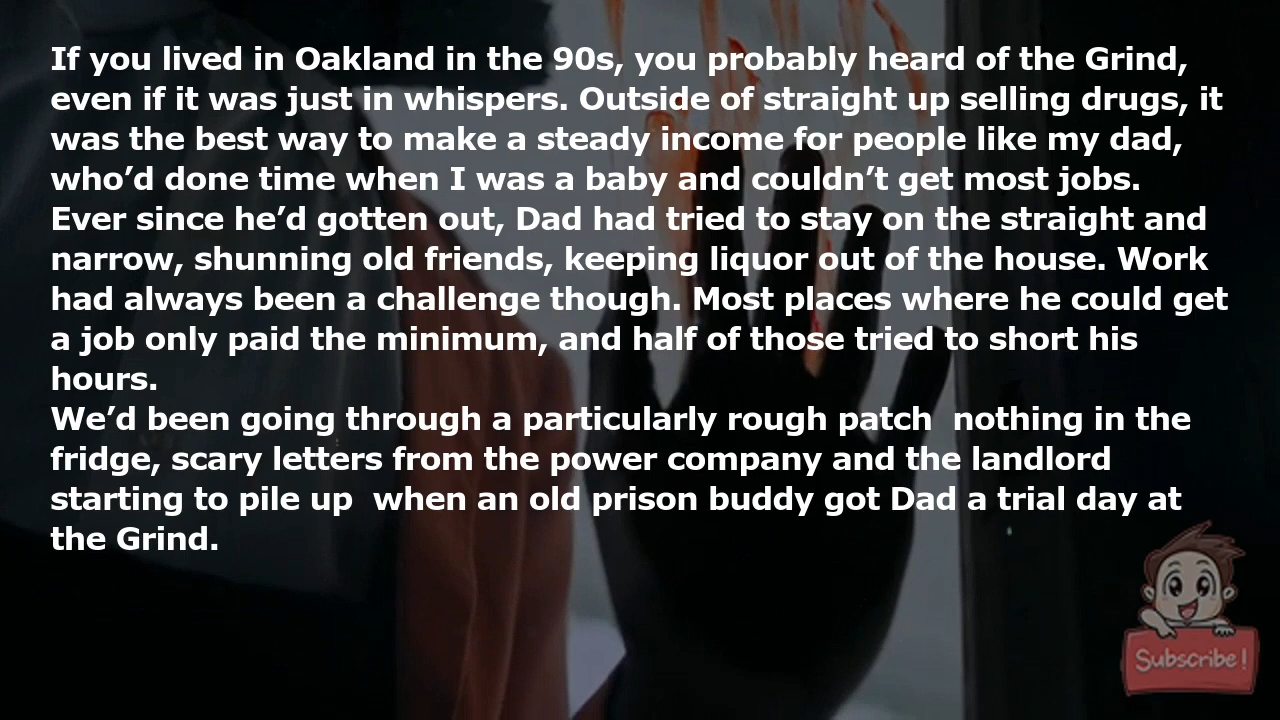 If you lived in Oakland in the 90s, you probably heard of the Grind,
even if it was just in whispers. Outside of straight up selling drugs, it
was the best way to make a steady income for people like my dad,
who’d done time when I was a baby and couldn’t get most jobs.
Ever since he’d gotten out, Dad had tried to stay on the straight and
narrow, shunning old friends, keeping liquor out of the house. Work
had always been a challenge though. Most places where he could get
a job only paid the minimum, and half of those tried to short his
hours.
We’d been going through a particularly rough patch  nothing in the
fridge, scary letters from the power company and the landlord
starting to pile up  when an old prison buddy got Dad a trial day at
the Grind.
Subscribe!